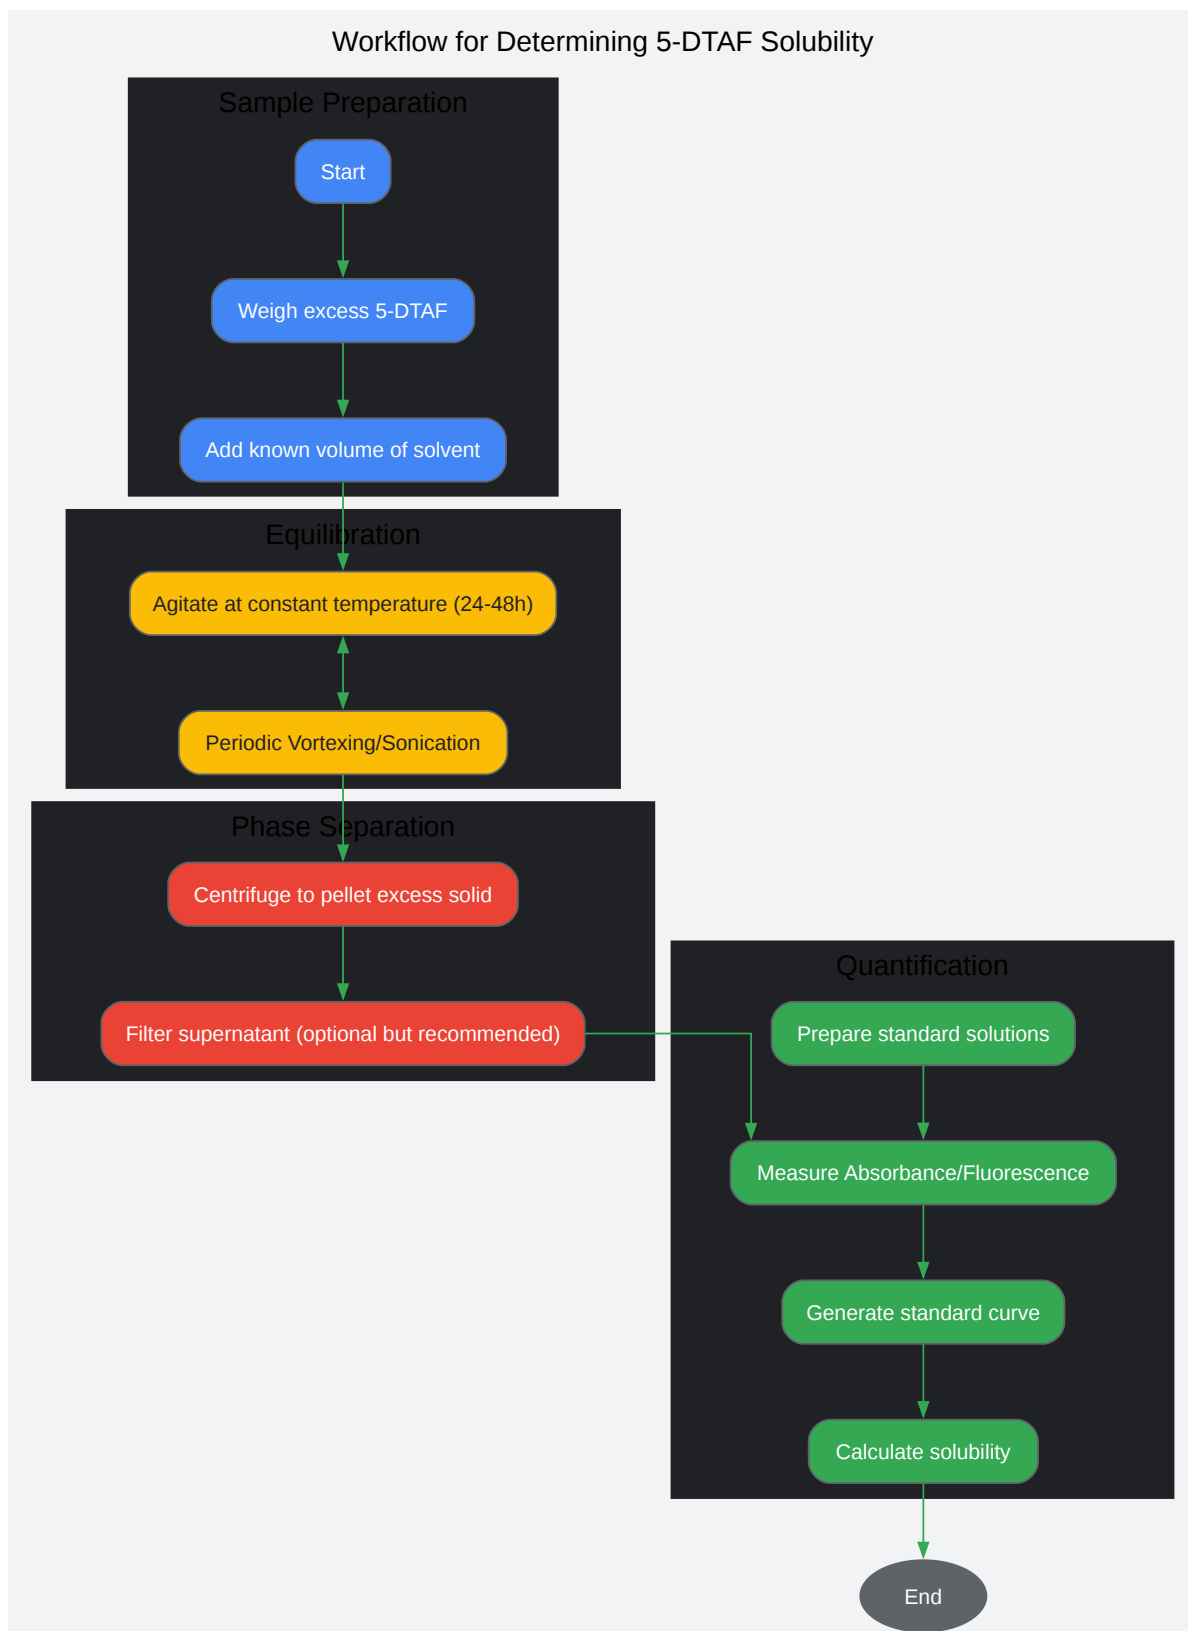 Workflow for Determining 5-DTAF Solubility
Sample Preparation
Start
Weigh excess 5-DTAF
Add known volume of solvent
Equilibration
Agitate at constant temperature (24-48h)
Periodic Vortexing/Sonication
Phase Separation
Centrifuge to pellet excess solid
Filter supernatant (optional but recommended)
Quantification
Prepare standard solutions
Measure Absorbance/Fluorescence
Generate standard curve
Calculate solubility
End